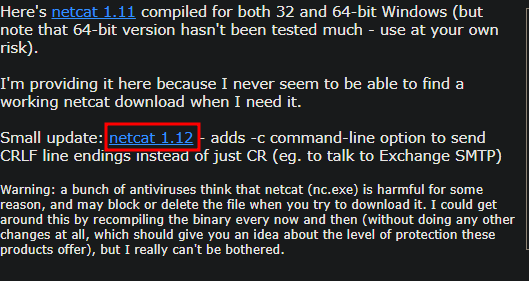 Here's netcat 1.11 compiled for both 32 and 64-bit Windows (but
note that 64-bit version hasn't been tested much - use at your own
risk).
I'm providing it here because I never seem to be able to find a
working netcat download when I need it.
Small update: netcat 1.12 - adds -c command-line option to send
CRLF line endings instead of just CR (eg. to talk to Exchange SMTP)
Warning: a bunch of antiviruses think that netcat (nc.exe) is harmful for some
reason, and may block or delete the file when you try to download it. I could get
around this by recompiling the binary every now and then (without doing any other
changes at all, which should give you an idea about the level of protection these
products offer), but I really can't be bothered.